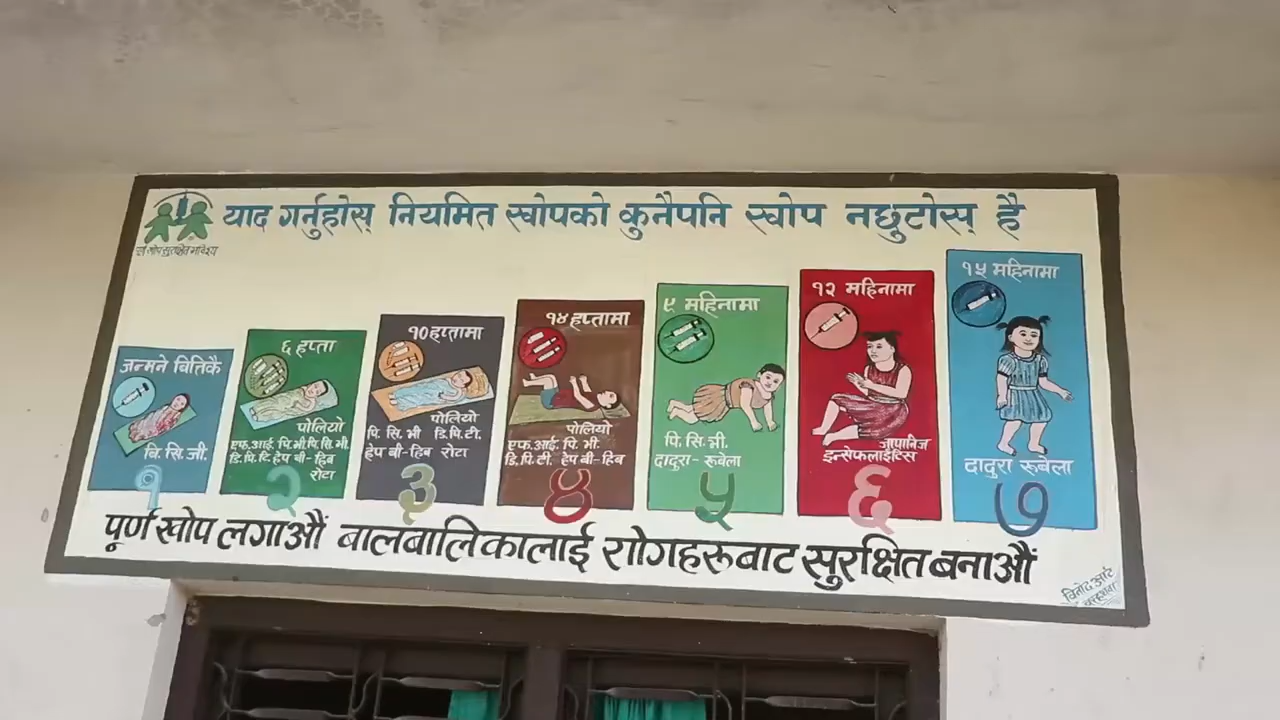 याद गर्नुहोस् नियमित खोपको कुनैपनि खोप नछुटोस् है
जन्मने वितिकै
बि. सि. जी.
१
६ हप्ता
पोलियो
एफ. आई. पि. भी. पि. सि. भी.
डि. पि. टि. हेप बी-हिब
रोटा
२
१० हप्तामा
पोलियो
पि. सि. भी डि. पि. टी.
हेप बी-हिब रोटा
३
१४ हप्तामा
पोलियो
एफ. आई. पि. भी.
डि. पि. टी. हेप बी-हिब
४
९ महिनामा
पि. सि. भी.
दादुरा-रूबेला
५
१२ महिनामा
जापानिज
इन्सेफलाइटिस
६
१५ महिनामा
दादुरा रूबेला
७
पूर्ण खोप लगाऔं बालबालिकालाई रोगहरूबाट सुरक्षित बनाऔं